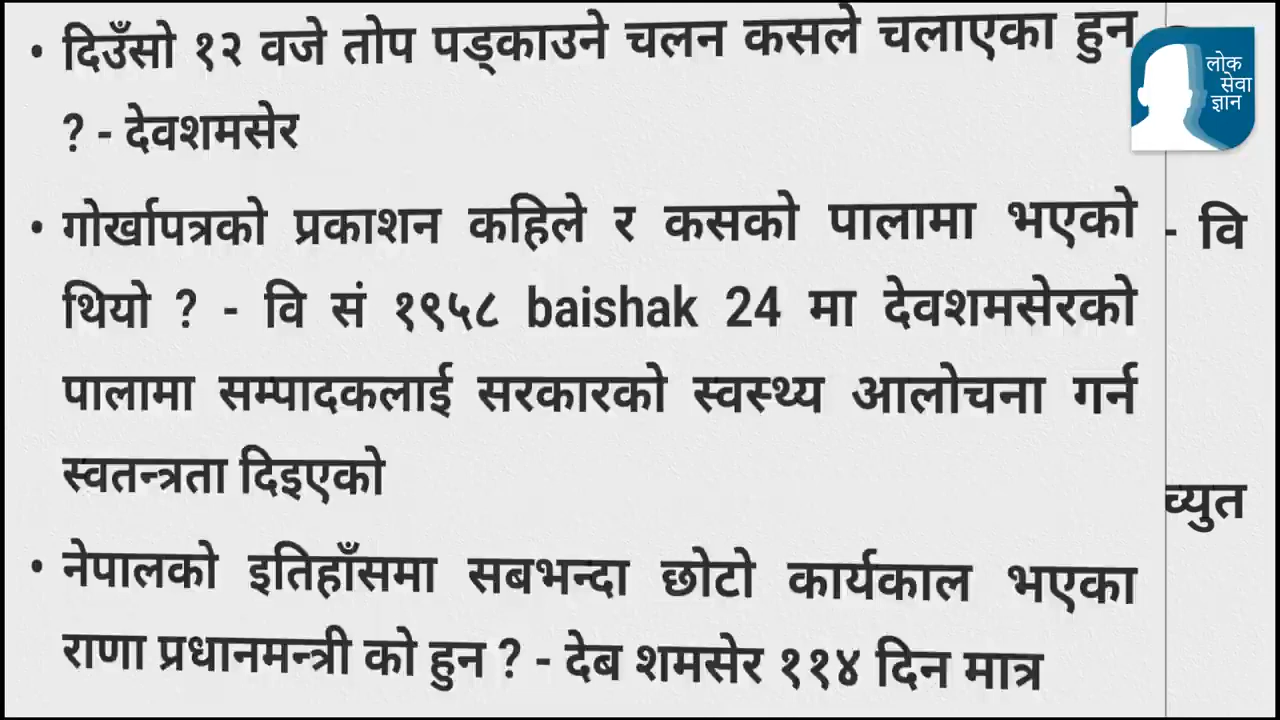 • दिउँसो १२ वजे तोप पड्काउने चलन कसले चलाएका हुन
? - देवशमसेर
• गोर्खापत्रको प्रकाशन कहिले र कसको पालामा भएको
थियो ? - वि सं १९५८ baishak 24 मा देवशमसेरको
पालामा सम्पादकलाई सरकारको स्वस्थ्य आलोचना गर्न
स्वतन्त्रता दिइएको
• नेपालको इतिहाँसमा सबभन्दा छोटो कार्यकाल भएका
राणा प्रधानमन्त्री को हुन ? - देब शमसेर ११४ दिन मात्र
लोक
सेवा
ज्ञान
- वि
च्युत